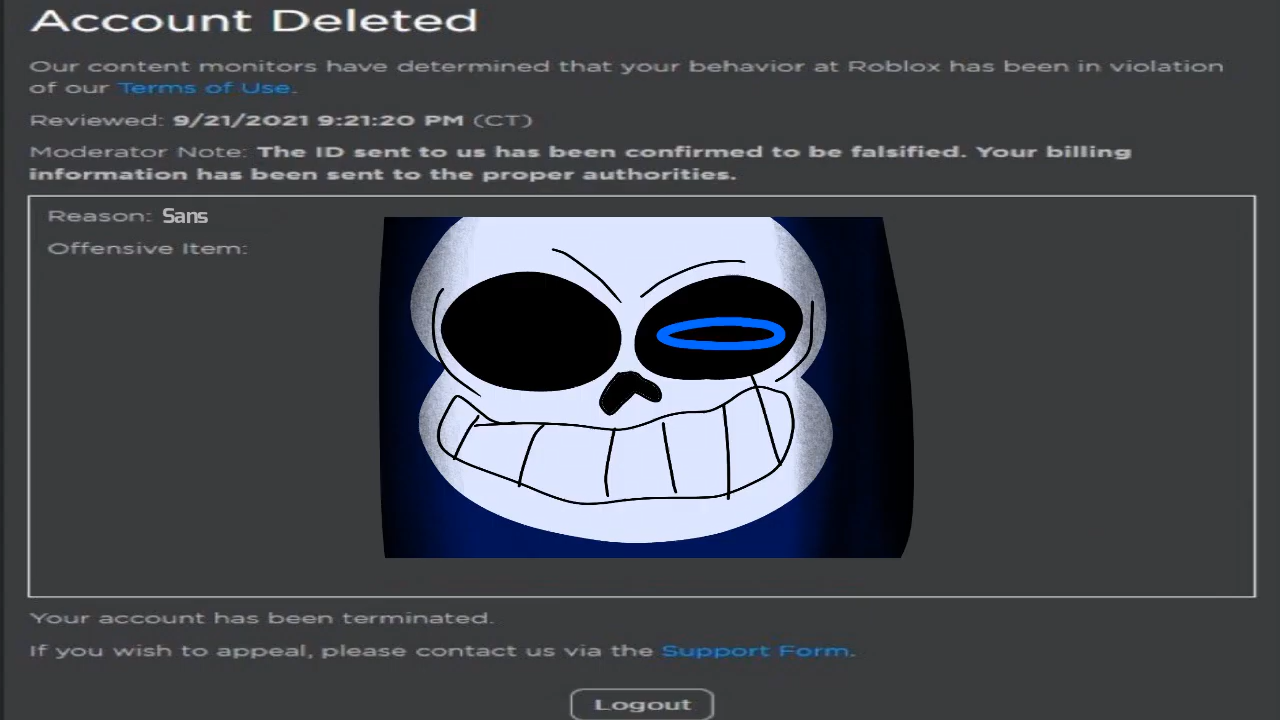 Account Deleted
Our content monitors have determined that your behavior at Roblox has been in violation
of our Terms of Use.
Reviewed: 9/21/2021 9:21:20 PM (CT)
Moderator Note: The ID sent to us has been confirmed to be falsified. Your billing
information has been sent to the proper authorities.
Reason: Sans
Offensive Item:
Your account has been terminated.
If you wish to appeal, please contact us via the Support Form.
Logout